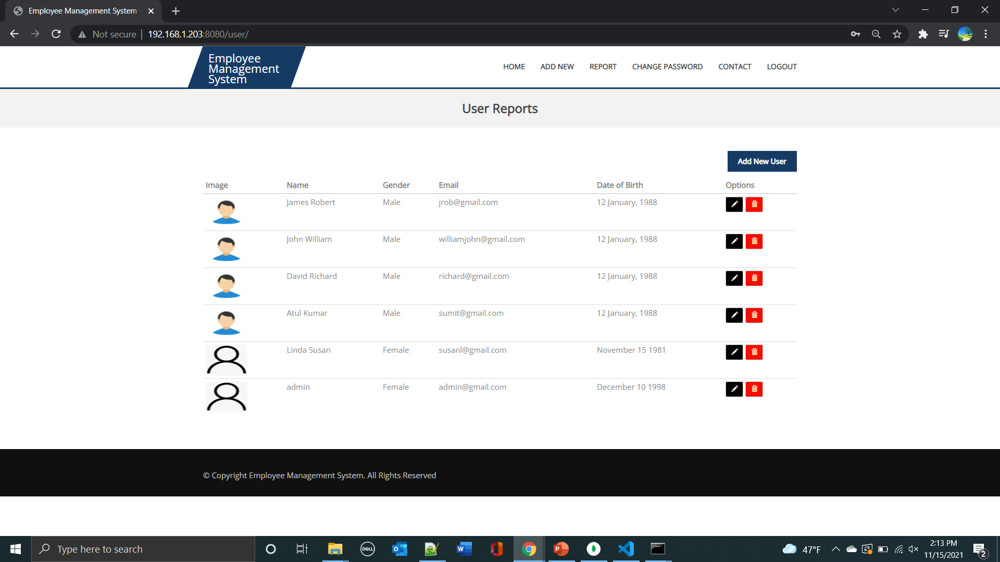 Employee Management System -
Not secure | 192.168.1.203:8080/user/
Employee
Management
System
HOME ADD NEW REPORT CHANGE PASSWORD CONTACT LOGOUT
User Reports
Add New User
Image Name Gender Email Date of Birth Options
James Robert Male jrob@gmail.com 12 January, 1988
John William Male williamjohn@gmail.com 12 January, 1988
David Richard Male richard@gmail.com 12 January, 1988
Atul Kumar Male sumit@gmail.com 12 January, 1988
Linda Susan Female susanl@gmail.com November 15 1981
admin Female admin@gmail.com December 10 1998
© Copyright Employee Management System. All Rights Reserved
Type here to search
DELL
47°F
2:13 PM
11/15/2021
2